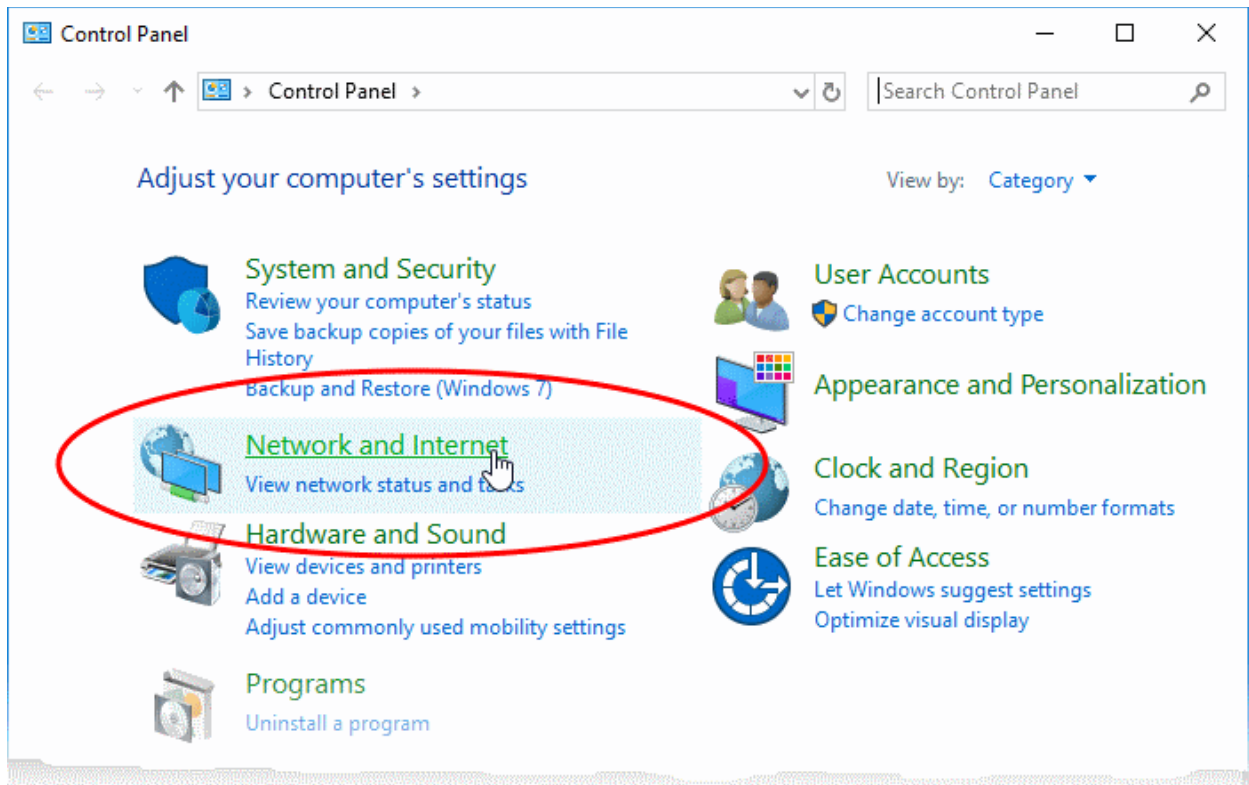 Control Panel
Control Panel
Search Control Panel
Adjust your computer's settings
View by: Category
System and Security
Review your computer's status
Save backup copies of your files with File
History
Backup and Restore (Windows 7)
Network and Internet
View network status and tasks
Hardware and Sound
View devices and printers
Add a device
Adjust commonly used mobility settings
Programs
Uninstall a program
User Accounts
Change account type
Appearance and Personalization
Clock and Region
Change date, time, or number formats
Ease of Access
Let Windows suggest settings
Optimize visual display